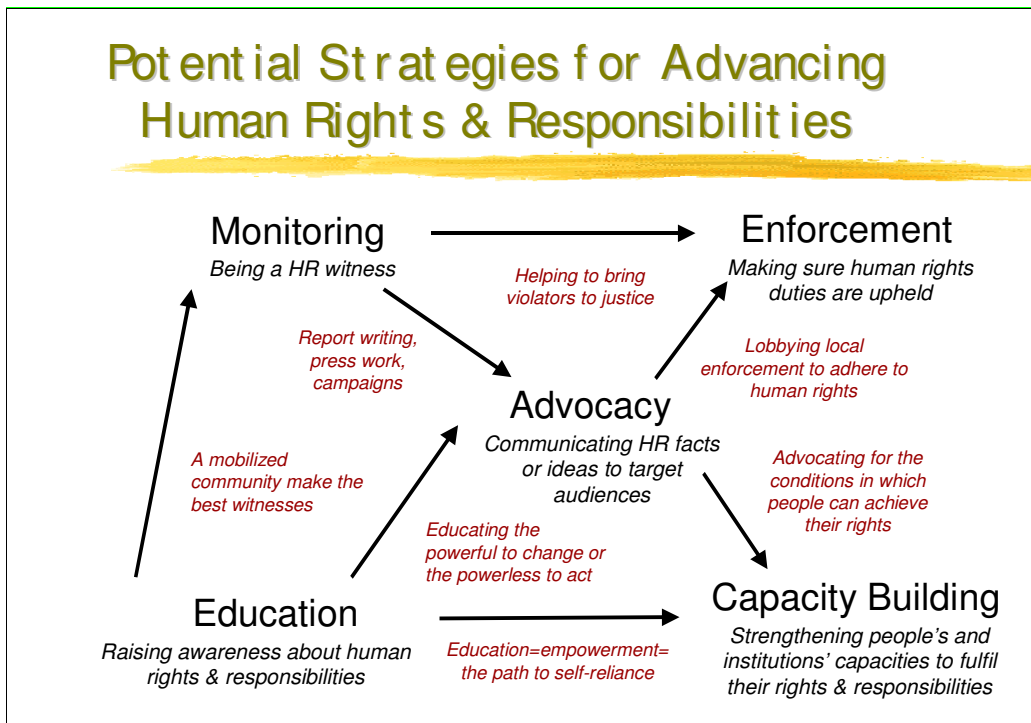 Potential Strategies for Advancing
Human Rights & Responsibilities
Monitoring
Being a HR witness
Enforcement
Making sure human rights
duties are upheld
Helping to bring
violators to justice
Report writing,
press work,
campaigns
Lobbying local
enforcement to adhere to
human rights
Advocacy
Communicating HR facts
or ideas to target
audiences
A mobilized
community make the
best witnesses
Advocating for the
conditions in which
people can achieve
their rights
Educating the
powerful to change or
the powerless to act
Education
Raising awareness about human
rights & responsibilities
Education=empowerment=
the path to self-reliance
Capacity Building
Strengthening people’s and
institutions’ capacities to fulfil
their rights & responsibilities